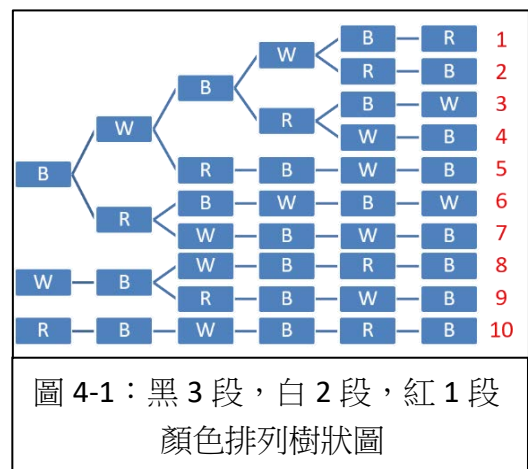 B R 1
W
R B 2
B
B W 3
R
W
W B 4
B R B W B 5
B W B W 6
R
W B W B 7
W B R B 8
W B
R B W B 9
R B W B R B 10
圖 4-1：黑 3 段，白 2 段，紅 1 段
顏色排列樹狀圖